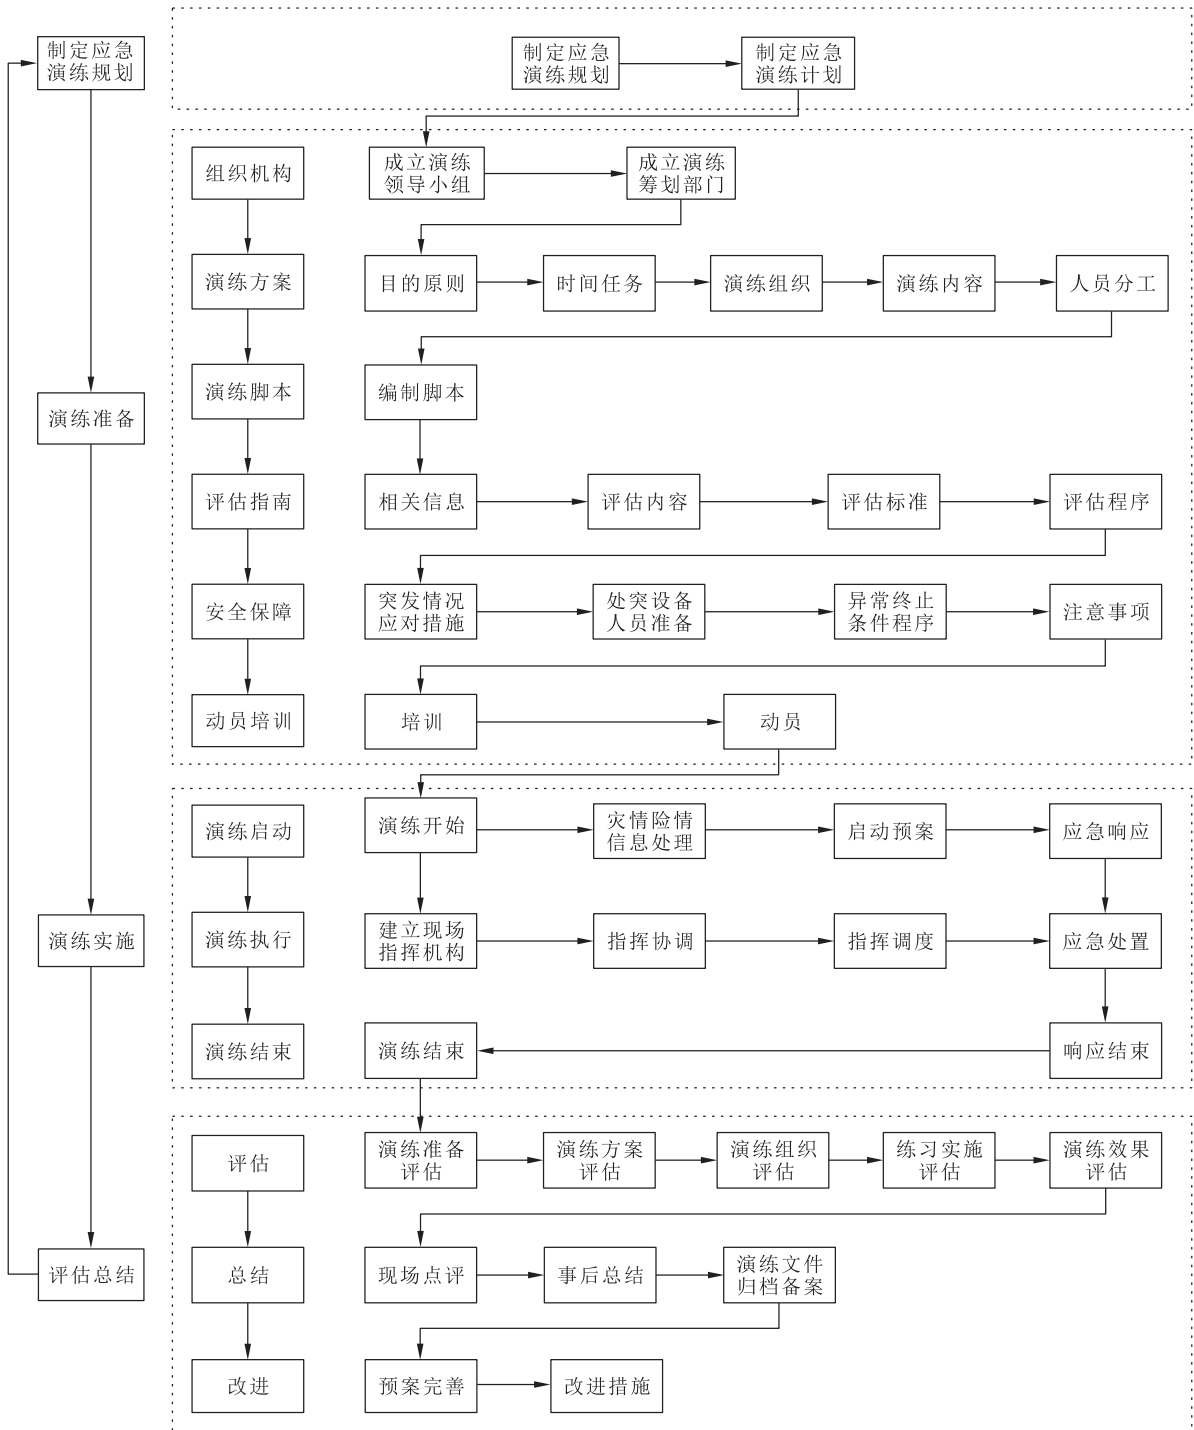 制定应急
演练规划
制定应急
演练规划
制定应急
演练计划
组织机构
成立演练
领导小组
成立演练
筹划部门
演练方案
目的原则
时间任务
演练组织
演练内容
人员分工
演练准备
演练脚本
编制脚本
评估指南
相关信息
评估内容
评估标准
评估程序
安全保障
突发情况
应对措施
处突设备
人员准备
异常终止
条件程序
注意事项
动员培训
培训
动员
演练启动
演练开始
灾情险情
信息处理
启动预案
应急响应
演练实施
演练执行
建立现场
指挥机构
指挥协调
指挥调度
应急处置
演练结束
演练结束
响应结束
评估
演练准备
评估
演练方案
评估
演练组织
评估
练习实施
评估
演练效果
评估
评估总结
总结
现场点评
事后总结
演练文件
归档备案
改进
预案完善
改进措施